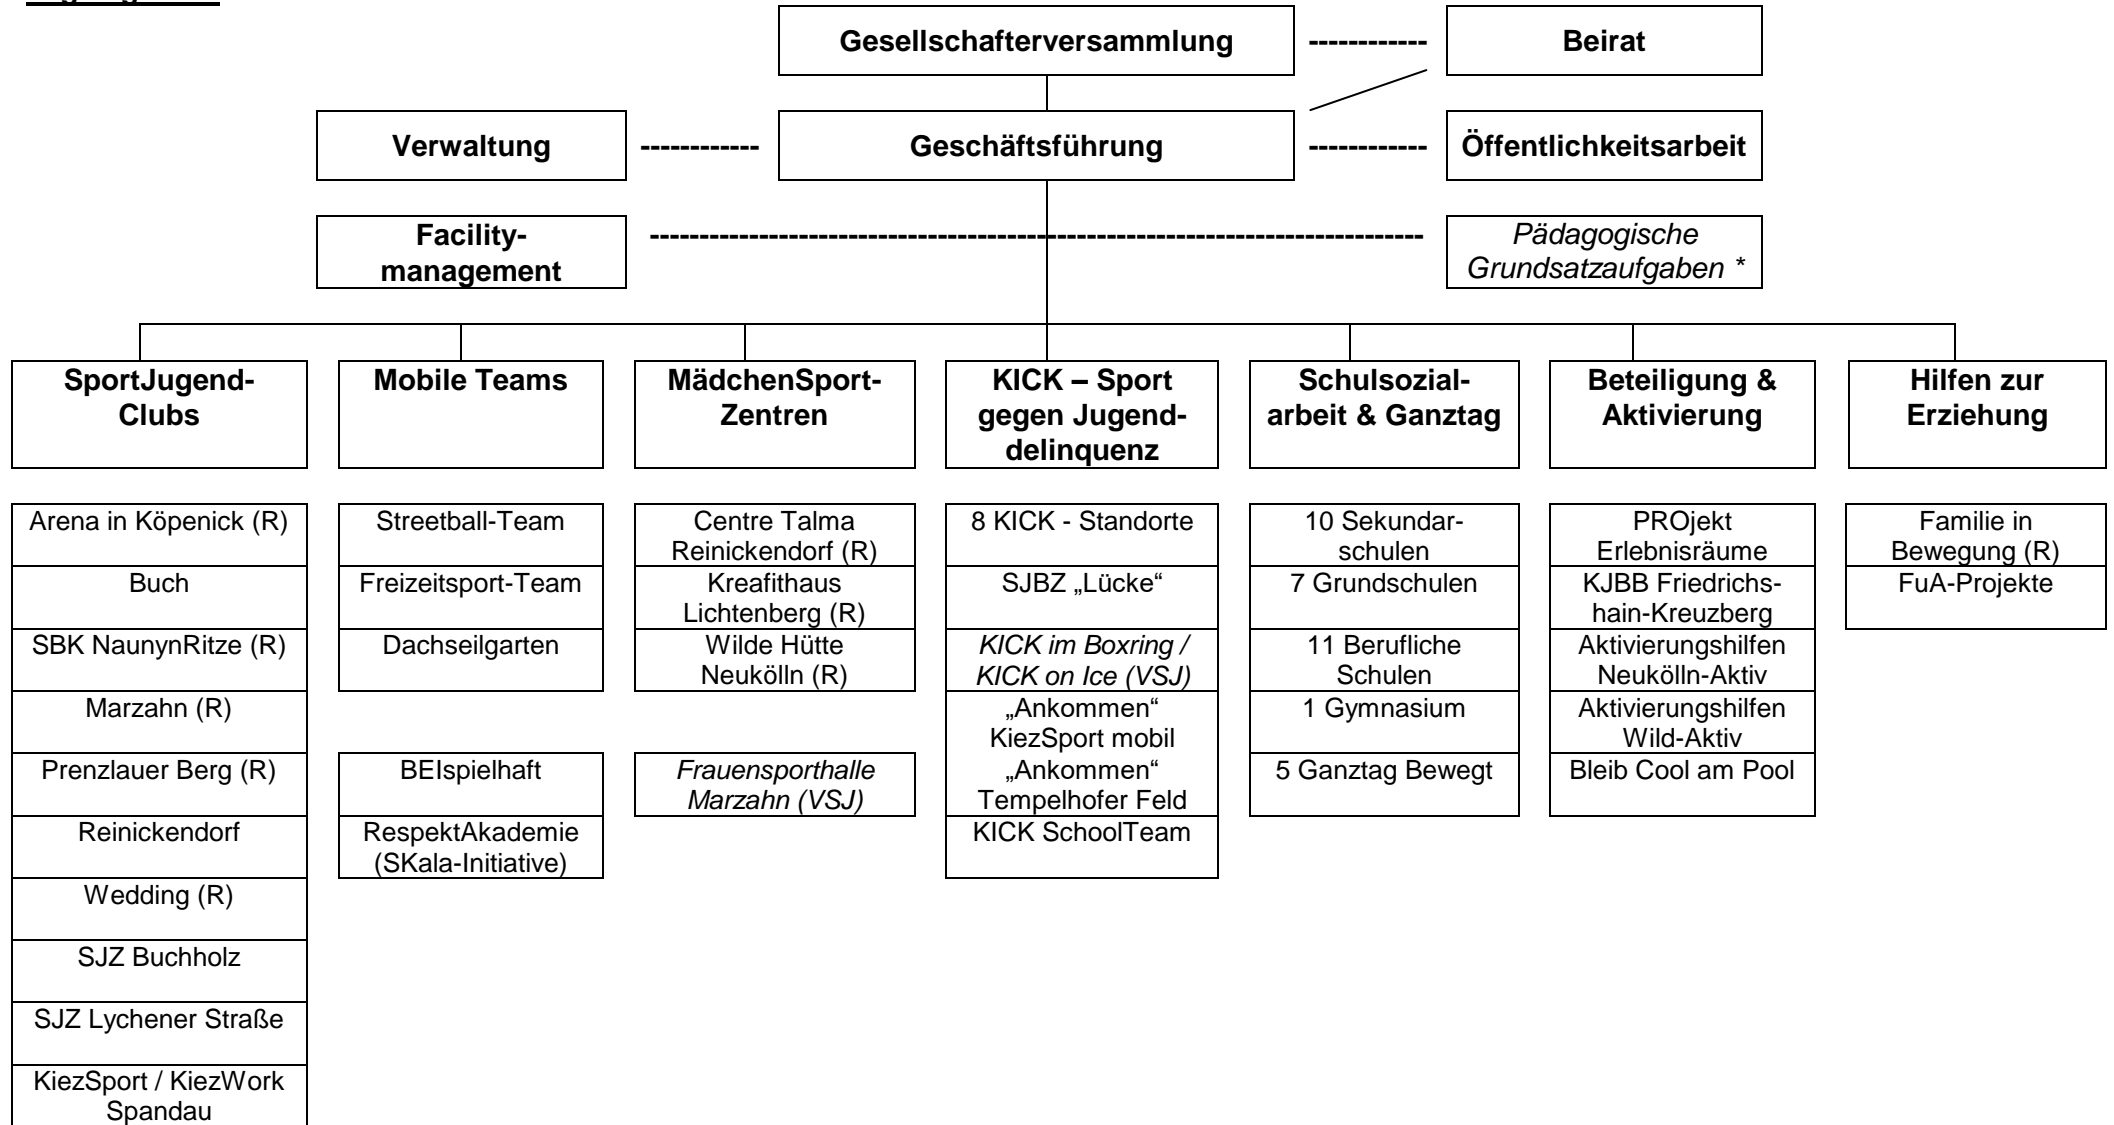 Gesellschafterversammlung
Beirat
Verwaltung
Geschäftsführung
Öffentlichkeitsarbeit
Facility-
management
Pädagogische
Grundsatzaufgaben *
SportJugend-
Clubs
Mobile Teams
MädchenSport-
Zentren
KICK – Sport
gegen Jugend-
delinquenz
Schulsozial-
arbeit & Ganztag
Beteiligung &
Aktivierung
Hilfen zur
Erziehung
Arena in Köpenick (R)
Buch
SBK NaunynRitze (R)
Marzahn (R)
Prenzlauer Berg (R)
Reinickendorf
Wedding (R)
SJZ Buchholz
SJZ Lychener Straße
KiezSport / KiezWork
Spandau
Streetball-Team
Freizeitsport-Team
Dachseilgarten
BEIspielhaft
RespektAkademie
(SKala-Initiative)
Centre Talma
Reinickendorf (R)
Kreafithaus
Lichtenberg (R)
Wilde Hütte
Neukölln (R)
Frauensporthalle
Marzahn (VSJ)
8 KICK - Standorte
SJBZ „Lücke“
KICK im Boxring /
KICK on Ice (VSJ)
„Ankommen“
KiezSport mobil
„Ankommen“
Tempelhofer Feld
KICK SchoolTeam
10 Sekundar-
schulen
7 Grundschulen
11 Berufliche
Schulen
1 Gymnasium
5 Ganztag Bewegt
PROjekt
Erlebnisräume
KJBB Friedrichs-
hain-Kreuzberg
Aktivierungshilfen
Neukölln-Aktiv
Aktivierungshilfen
Wild-Aktiv
Bleib Cool am Pool
Familie in
Bewegung (R)
FuA-Projekte